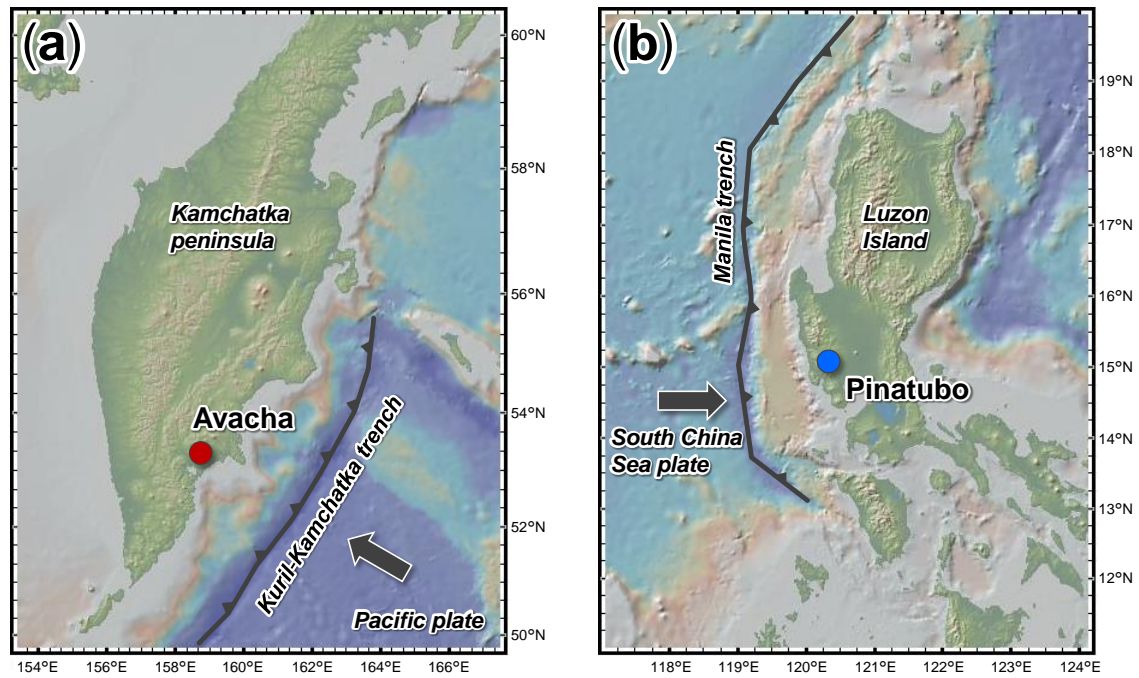 (a)
60°N
58°N
56°N
54°N
52°N
50°N
154°E
156°E
158°E
160°E
162°E
164°E
166°E
Kamchatka
peninsula
Avacha
Kuril-Kamchatka trench
Pacific plate
(b)
19°N
18°N
17°N
16°N
15°N
14°N
13°N
12°N
118°E
119°E
120°E
121°E
122°E
123°E
124°E
Manila trench
Luzon
Island
Pinatubo
South China
Sea plate